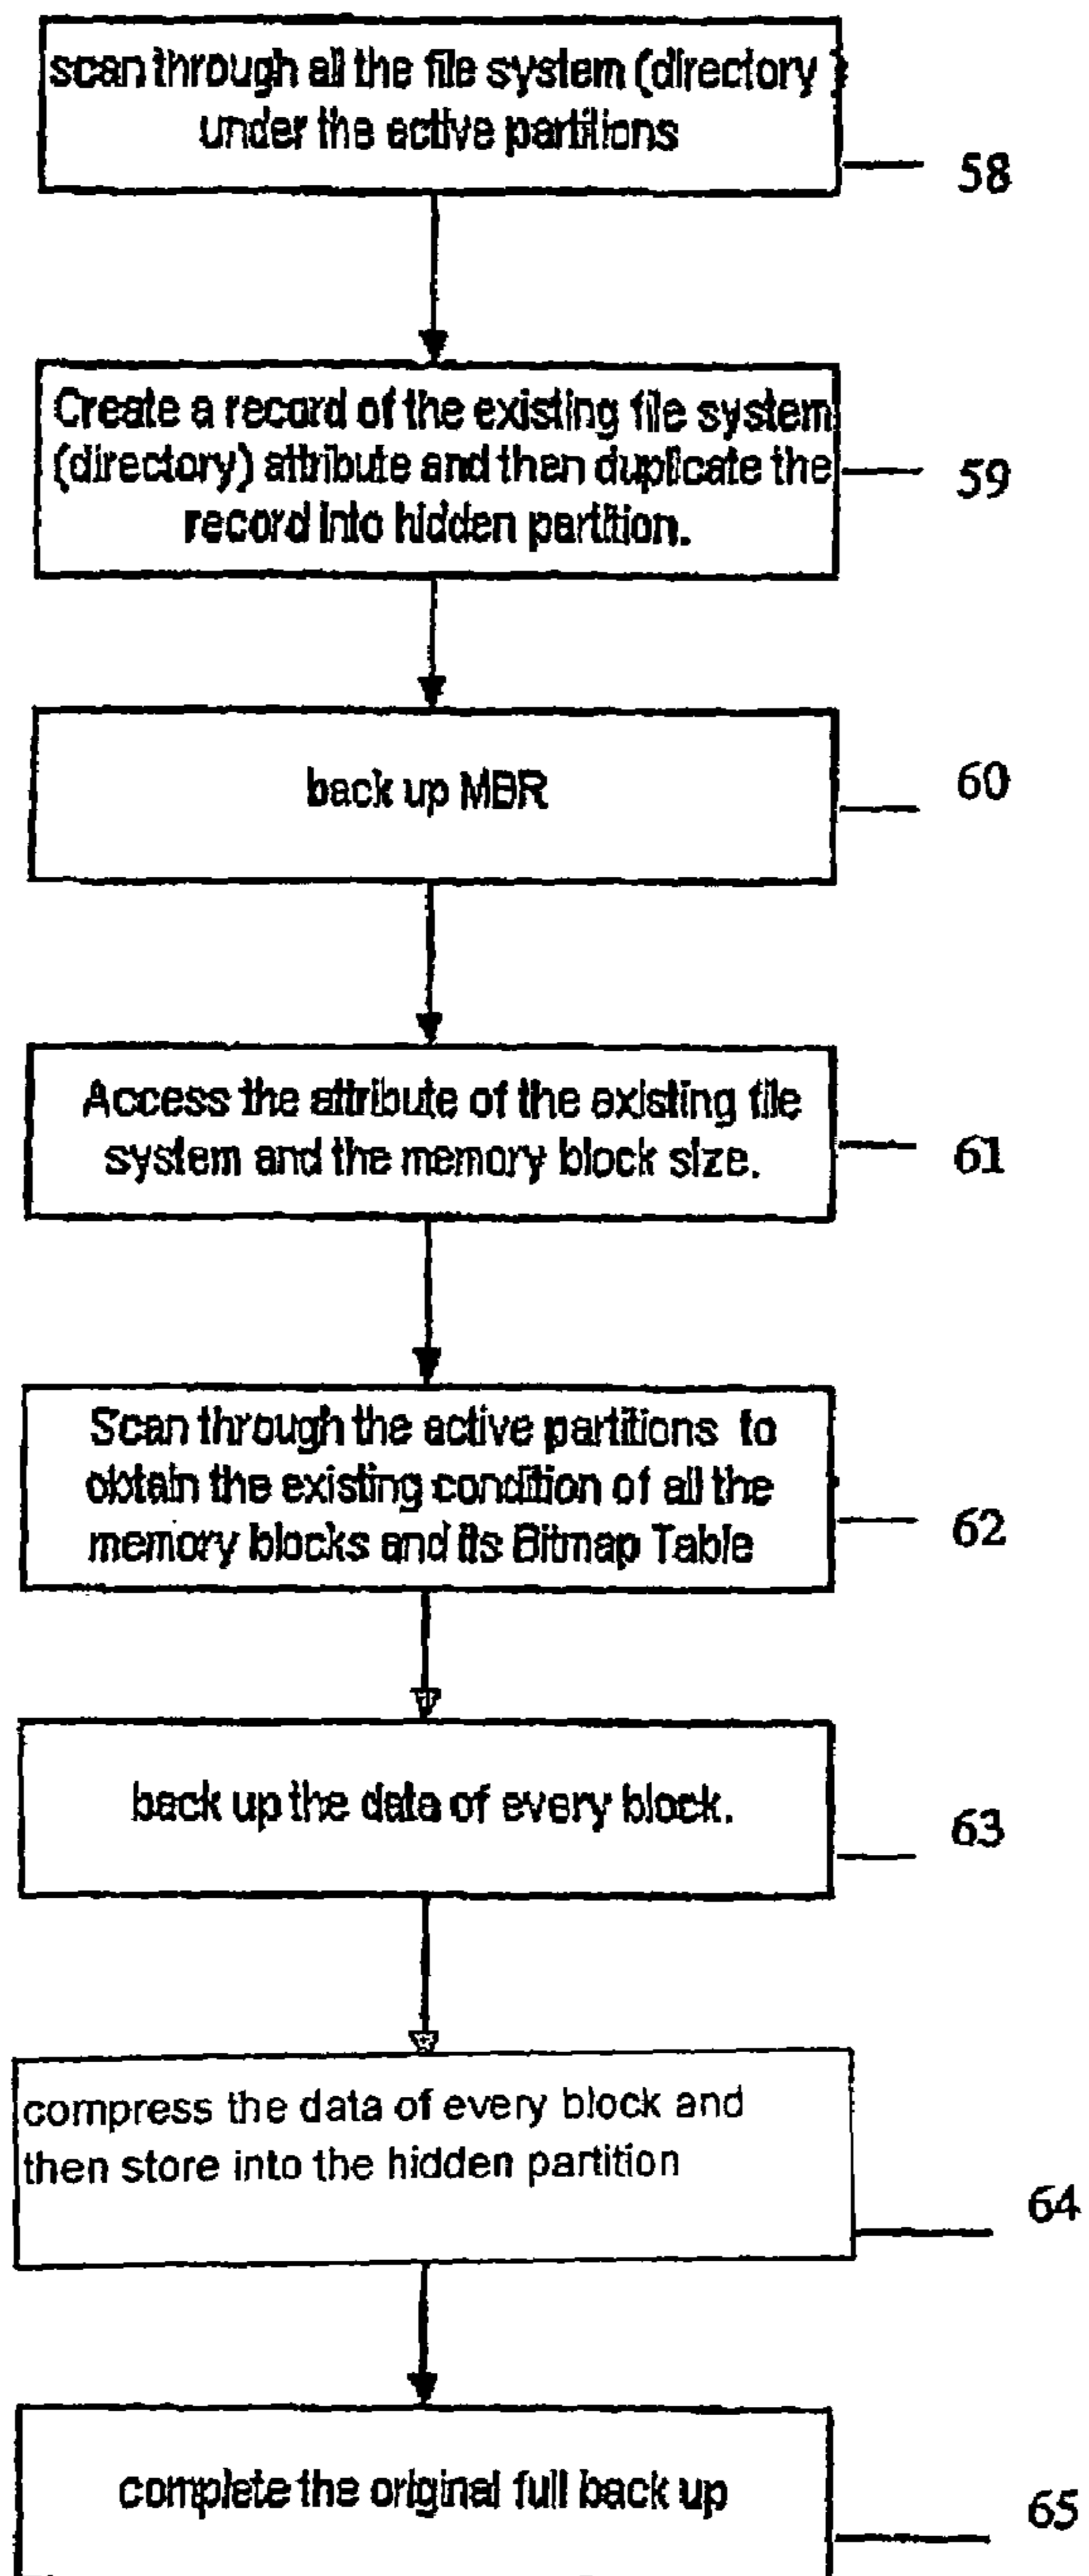 scan through all the file system (directory )
under the active partitions
58
Create a record of the existing file system
(directory) attribute and then duplicate the
record into hidden partition.
59
back up MBR
60
Access the attribute of the existing file
system and the memory block size.
61
Scan through the active partitions to
obtain the existing condition of all the
memory blocks and its Bitmap Table
62
back up the data of every block.
63
compress the data of every block and
then store into the hidden partition
64
complete the original full back up
65